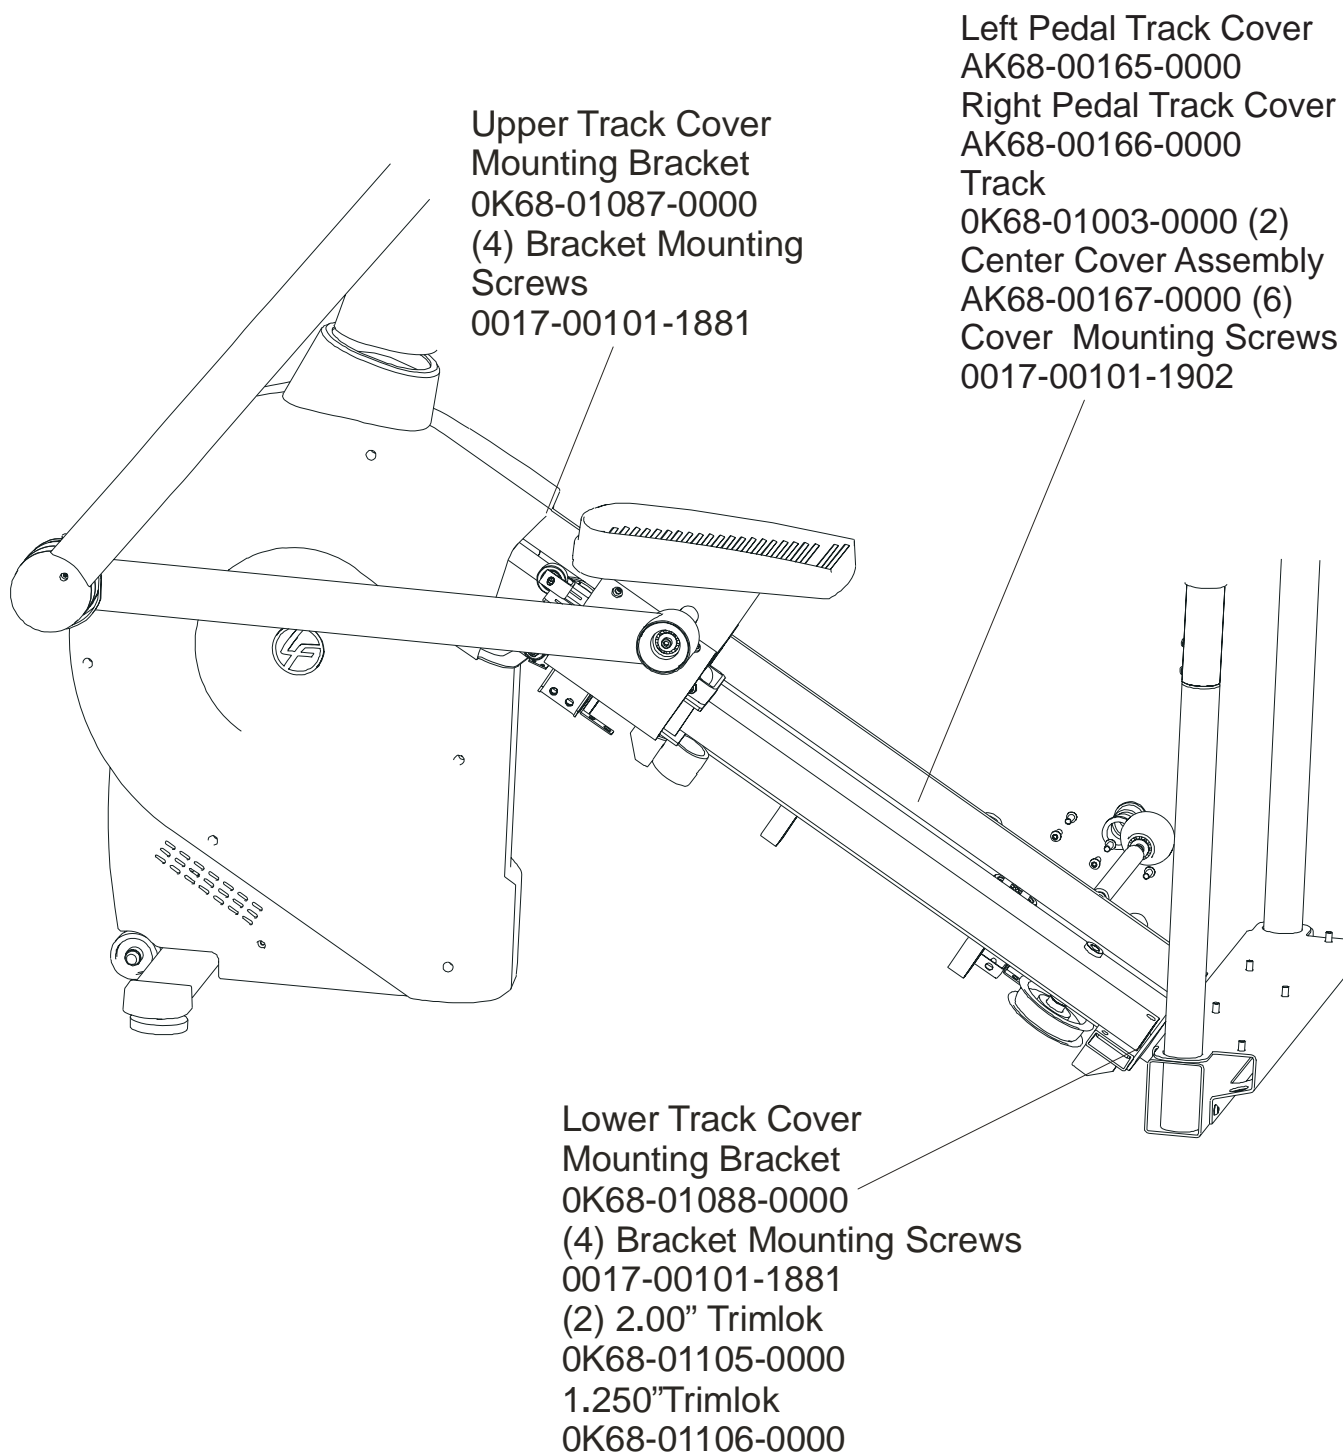 Left Pedal Track Cover
AK68-00165-0000
Right Pedal Track Cover
AK68-00166-0000
Track
0K68-01003-0000 (2)
Center Cover Assembly
AK68-00167-0000 (6)
Cover Mounting Screws
0017-00101-1902
Upper Track Cover
Mounting Bracket
0K68-01087-0000
(4) Bracket Mounting
Screws
0017-00101-1881
Lower Track Cover
Mounting Bracket
0K68-01088-0000
(4) Bracket Mounting Screws
0017-00101-1881
(2) 2.00” Trimlok
0K68-01105-0000
1.250”Trimlok
0K68-01106-0000